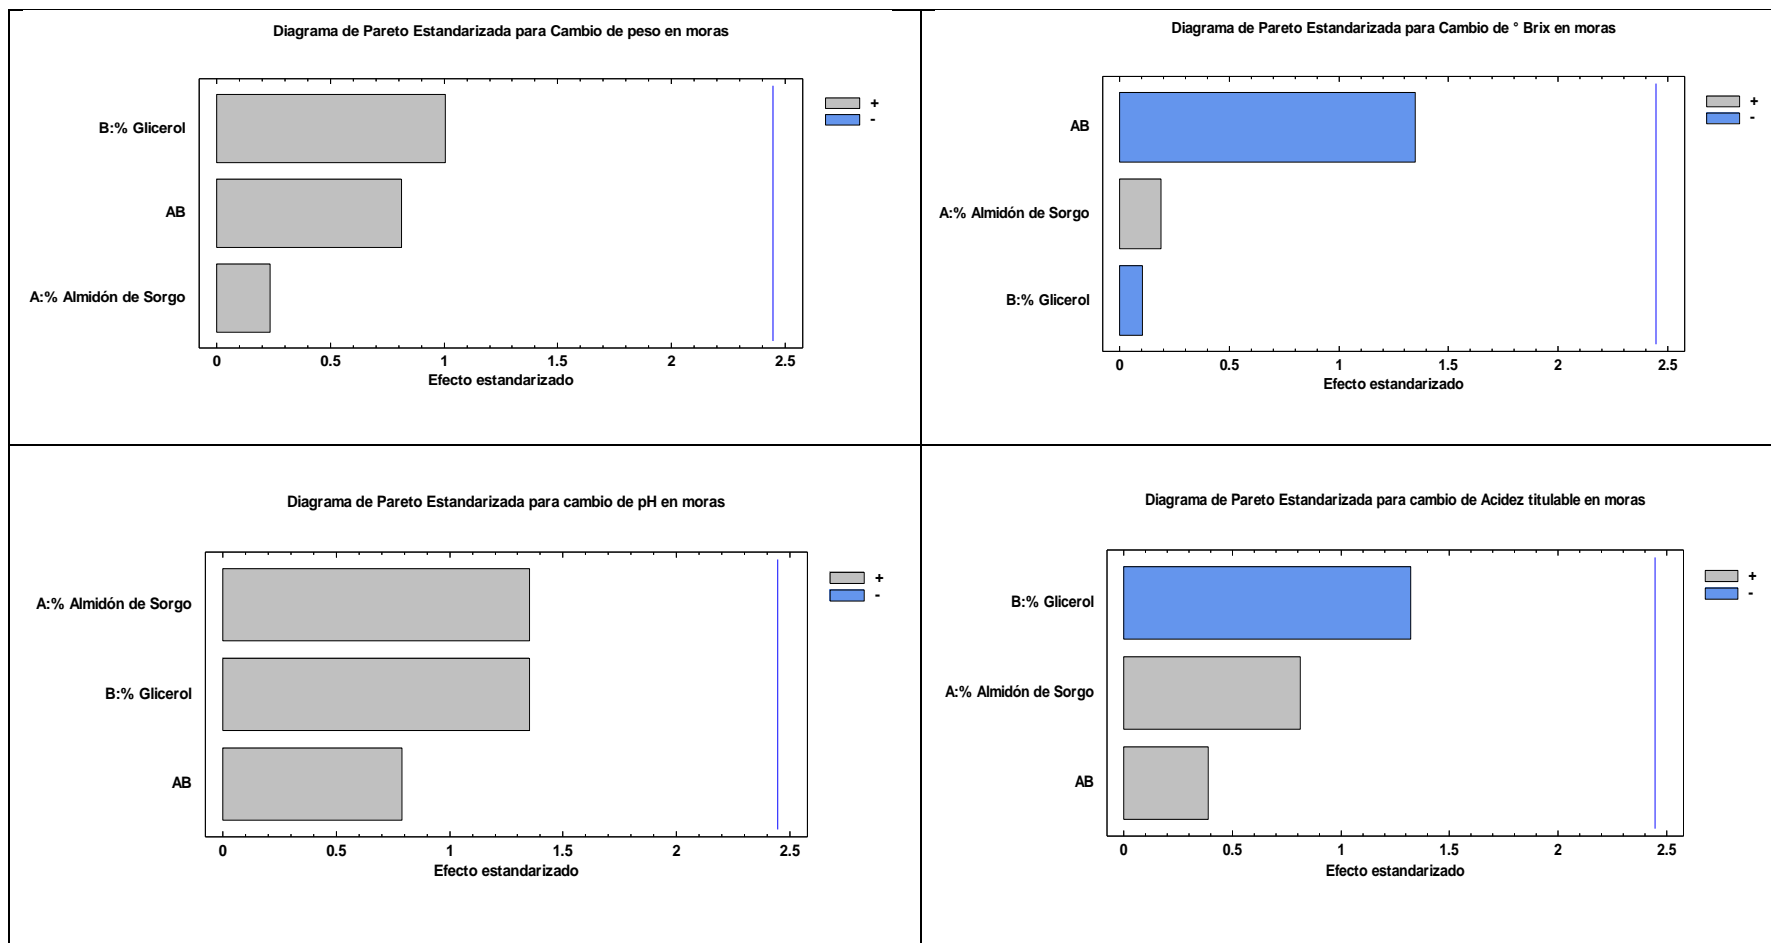 Diagrama de Pareto Estandarizada para Cambio de peso en moras
B:% Glicerol
AB
A:% Almidón de Sorgo
0 0.5 1 1.5 2 2.5
Efecto estandarizado
+
-
Diagrama de Pareto Estandarizada para Cambio de ° Brix en moras
AB
A:% Almidón de Sorgo
B:% Glicerol
0 0.5 1 1.5 2 2.5
Efecto estandarizado
+
-
Diagrama de Pareto Estandarizada para cambio de pH en moras
A:% Almidón de Sorgo
B:% Glicerol
AB
0 0.5 1 1.5 2 2.5
Efecto estandarizado
+
-
Diagrama de Pareto Estandarizada para cambio de Acidez titulable en moras
B:% Glicerol
A:% Almidón de Sorgo
AB
0 0.5 1 1.5 2 2.5
Efecto estandarizado
+
-